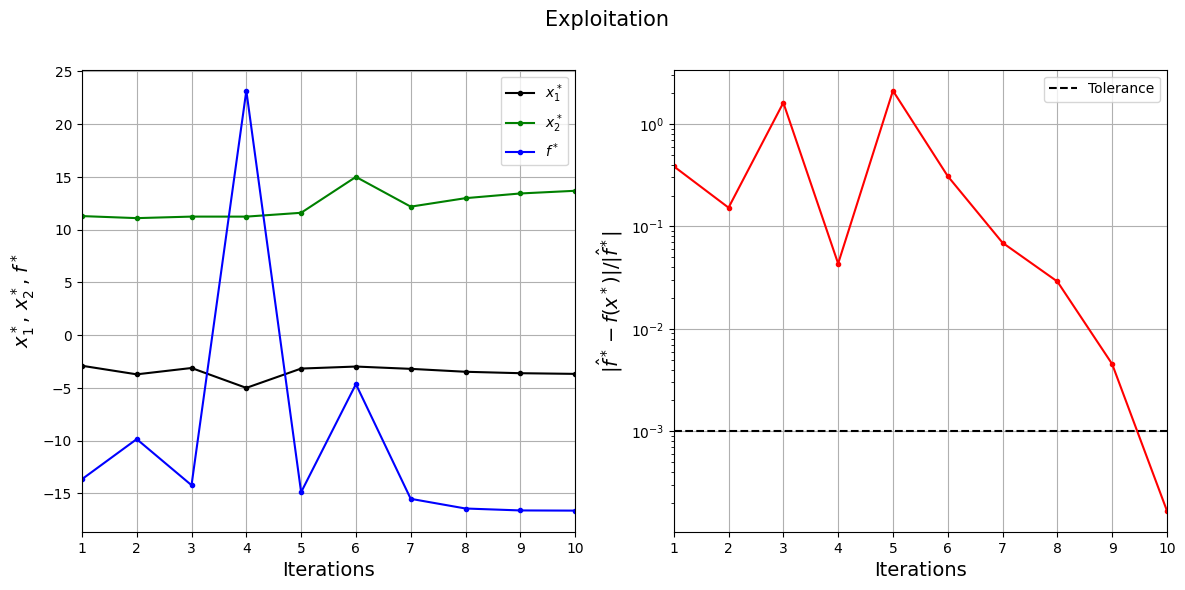 Exploitation
25
20
15
10
5
0
−5
−10
−15
1 2 3 4 5 6 7 8 9 10
Iterations
x₁*, x₂*, f*
x₁*
x₂*
f*
10⁰
10⁻¹
10⁻²
10⁻³
1 2 3 4 5 6 7 8 9 10
Iterations
|f̂* − f(x*)|/|f̂*|
Tolerance